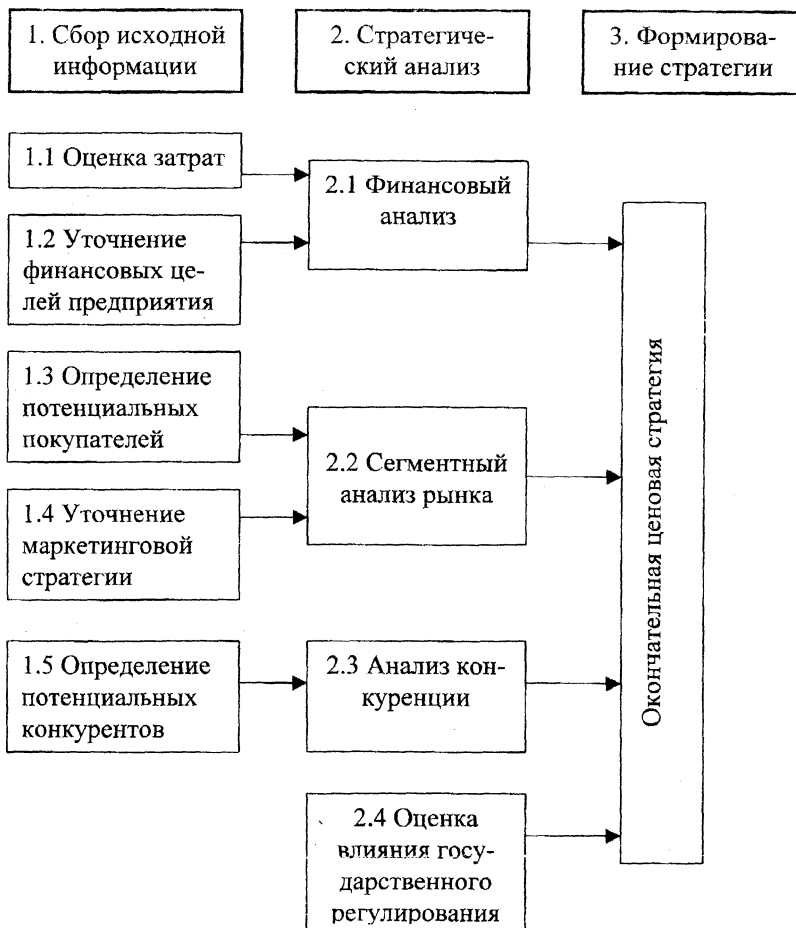 1. Сбор исходной
информации
2. Стратегиче-
ский анализ
3. Формирова-
ние стратегии
1.1 Оценка затрат
1.2 Уточнение
финансовых це-
лей предприятия
1.3 Определение
потенциальных
покупателей
1.4 Уточнение
маркетинговой
стратегии
1.5 Определение
потенциальных
конкурентов
2.1 Финансовый
анализ
2.2 Сегментный
анализ рынка
2.3 Анализ кон-
куренции
2.4 Оценка
влияния госу-
дарственного
регулирования
Окончательная ценовая стратегия